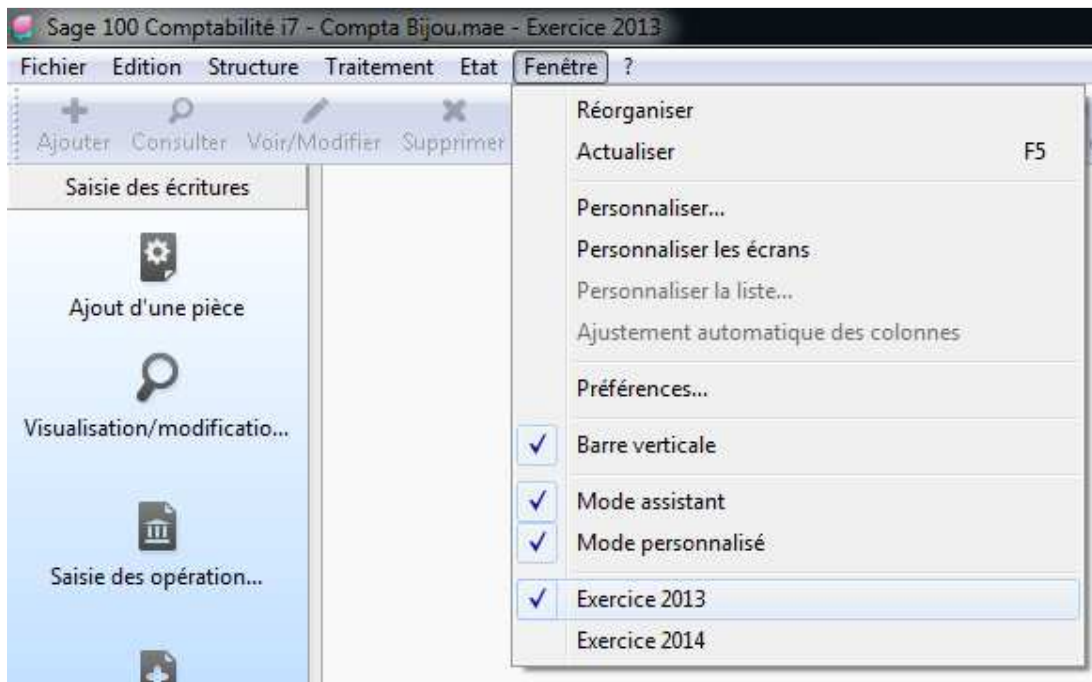 Sage 100 Comptabilité i7 - Compta Bijou.mae - Exercice 2013
Fichier Edition Structure Traitement Etat Fenêtre ?
Ajouter Consulter Voir/Modifier Supprimer
Saisie des écritures
Ajout d'une pièce
Visualisation/modificatio...
Saisie des opération...
Réorganiser
Actualiser F5
Personnaliser...
Personnaliser les écrans
Personnaliser la liste...
Ajustement automatique des colonnes
Préférences...
Barre verticale
Mode assistant
Mode personnalisé
Exercice 2013
Exercice 2014